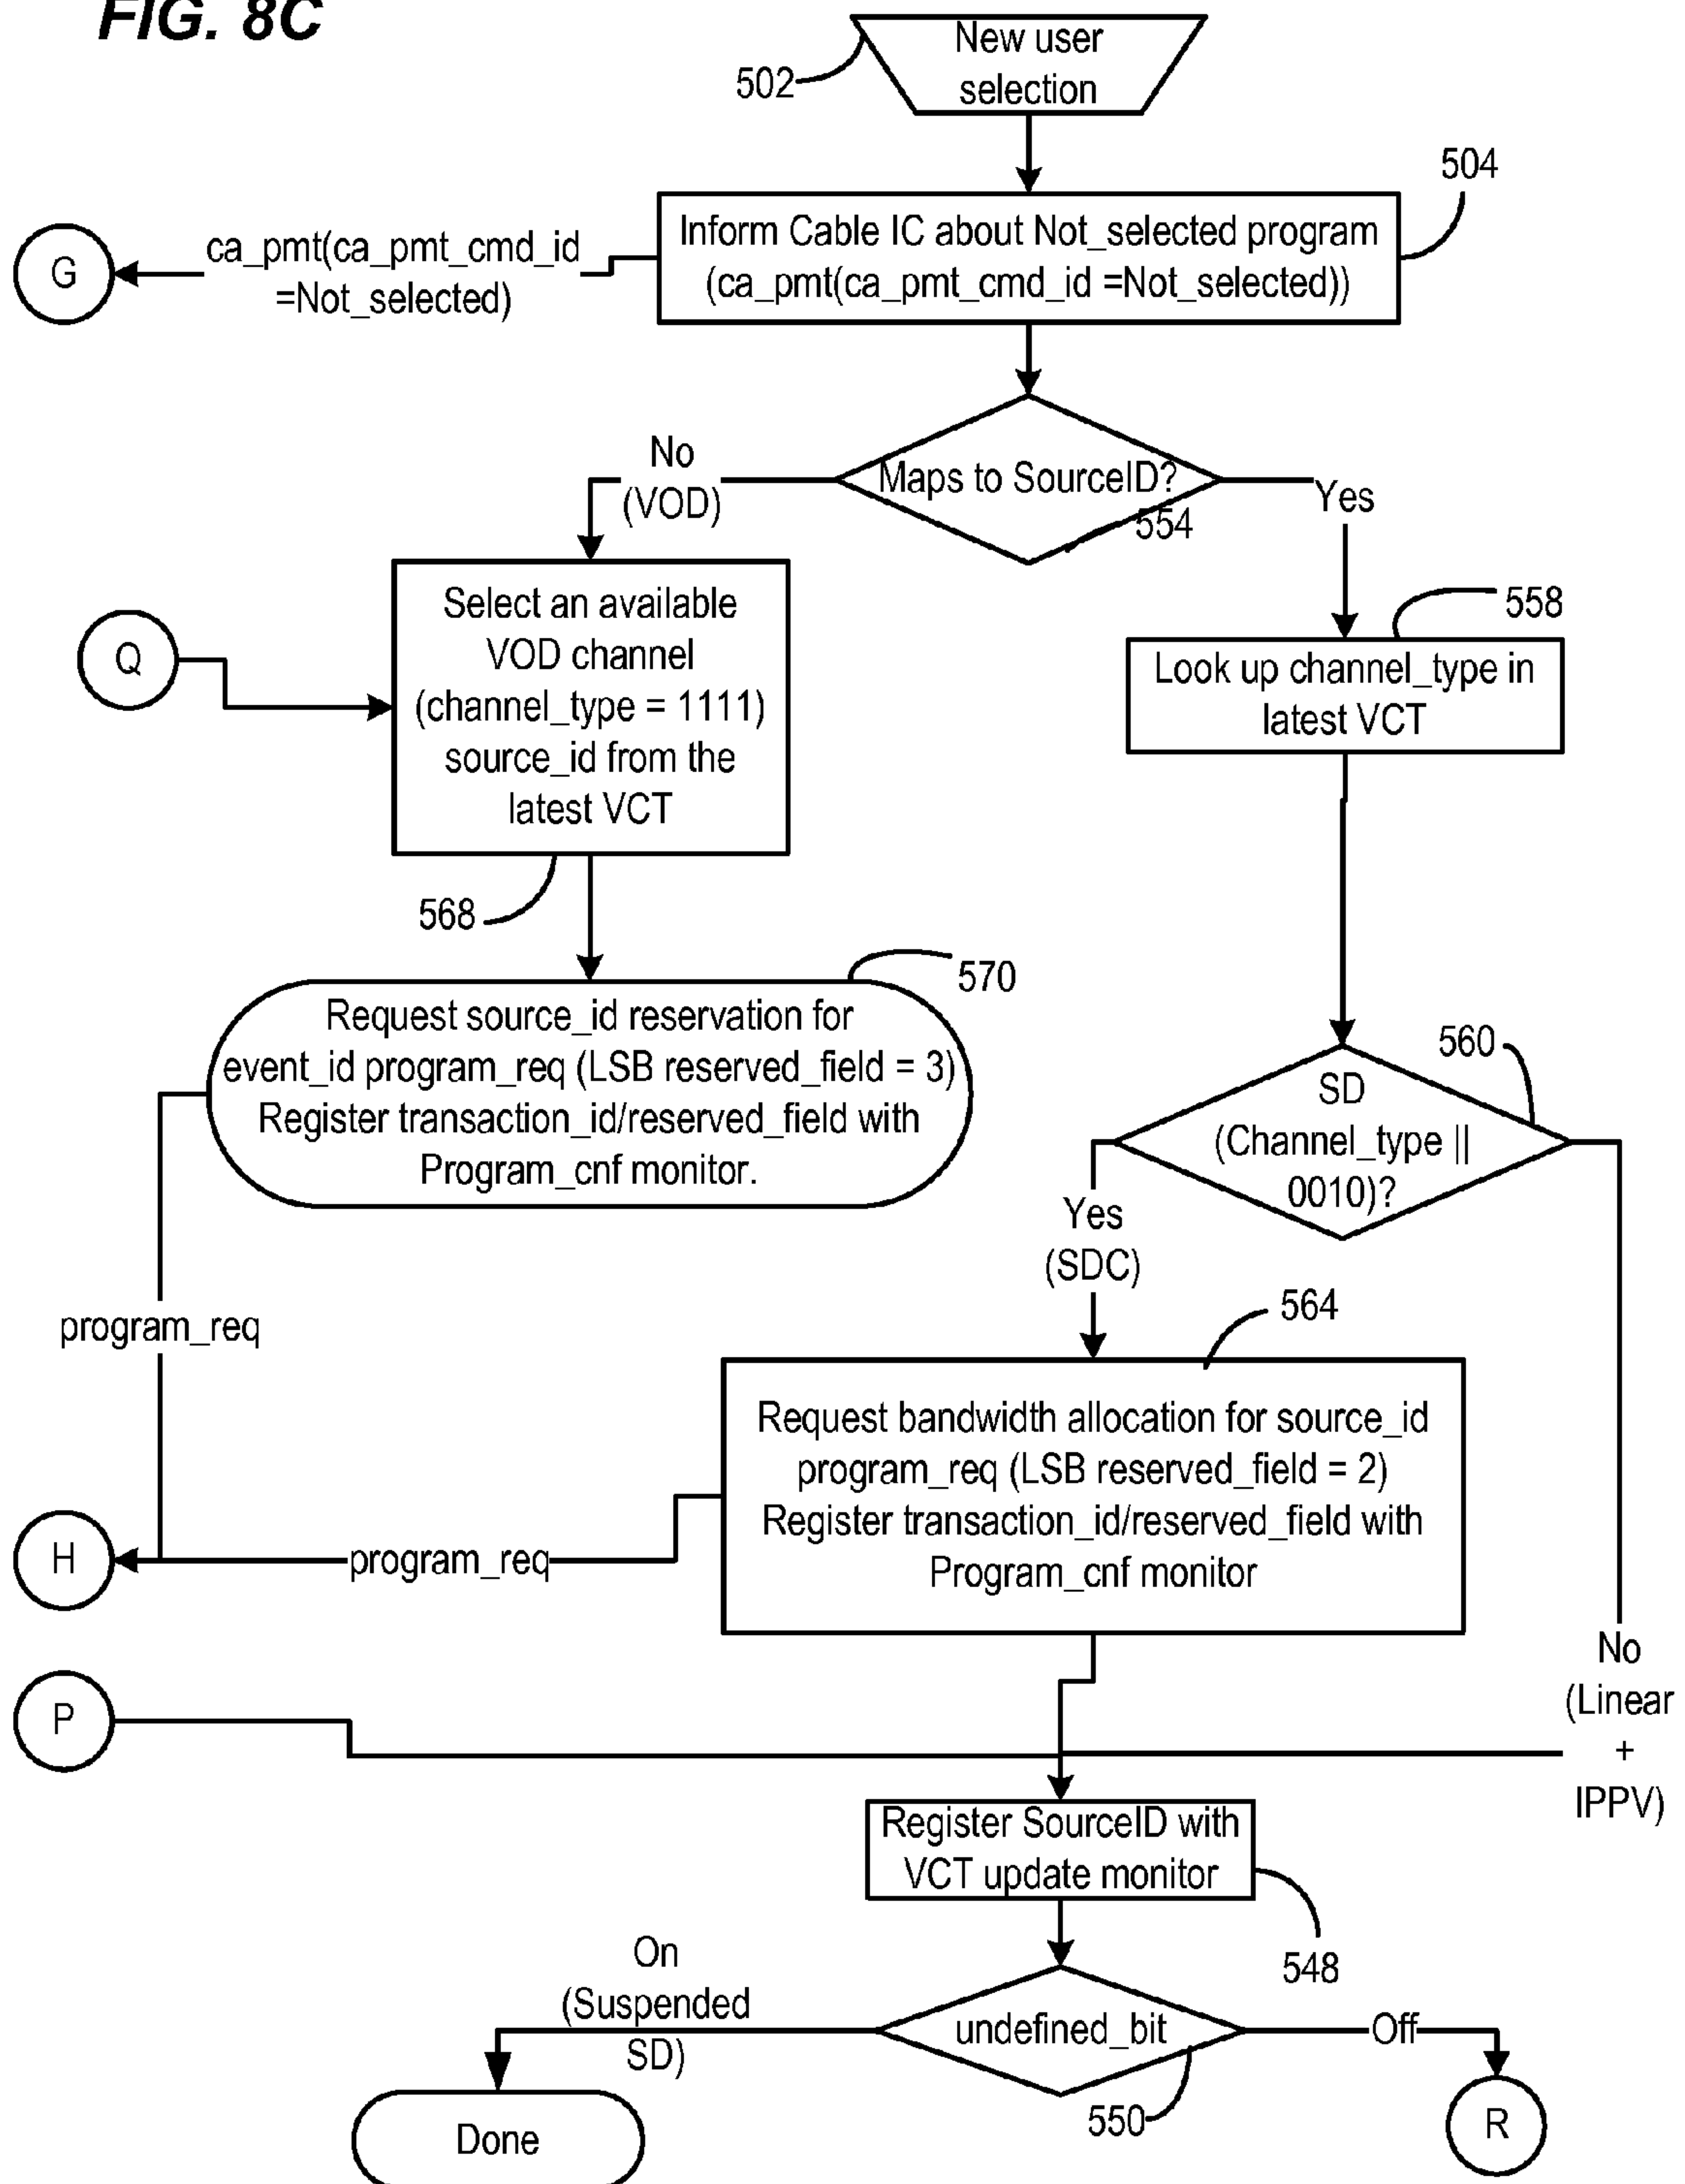 FIG. 8C
New user
selection
502
504
Inform Cable IC about Not_selected program
(ca_pmt(ca_pmt_cmd_id =Not_selected))
G
ca_pmt(ca_pmt_cmd_id
=Not_selected)
No
(VOD)
Maps to SourceID?
554
Yes
558
Look up channel_type in
latest VCT
Q
Select an available
VOD channel
(channel_type = 1111)
source_id from the
latest VCT
568
570
Request source_id reservation for
event_id program_req (LSB reserved_field = 3)
Register transaction_id/reserved_field with
Program_cnf monitor.
560
SD
(Channel_type ||
0010)?
Yes
(SDC)
564
program_req
Request bandwidth allocation for source_id
program_req (LSB reserved_field = 2)
Register transaction_id/reserved_field with
Program_cnf monitor
H
program_req
No
(Linear
+
IPPV)
P
Register SourceID with
VCT update monitor
548
On
(Suspended
SD)
undefined_bit
Off
550
Done
R